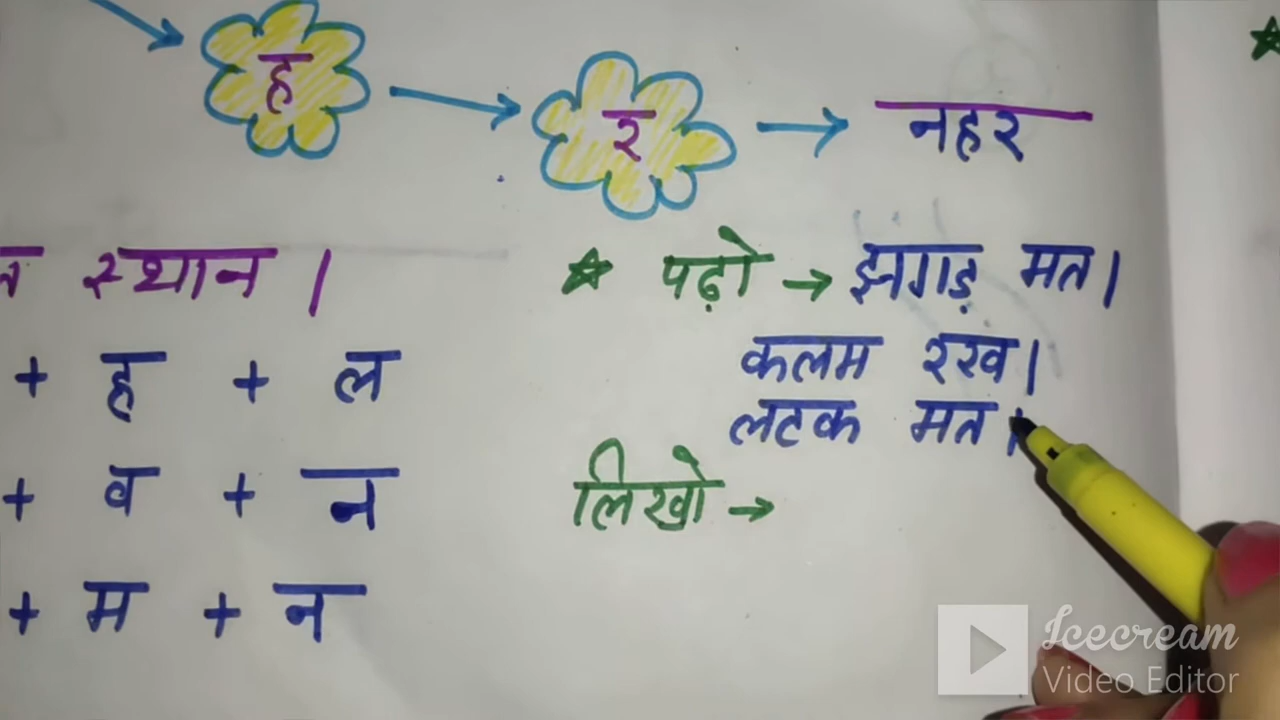 ह → र → नहर
स्थान ।
★ पढ़ो → झगड़ मत।
+ ह + ल
कलम रख।
लटक मत।
+ व + न
लिखो →
+ म + न
Icecream
Video Editor